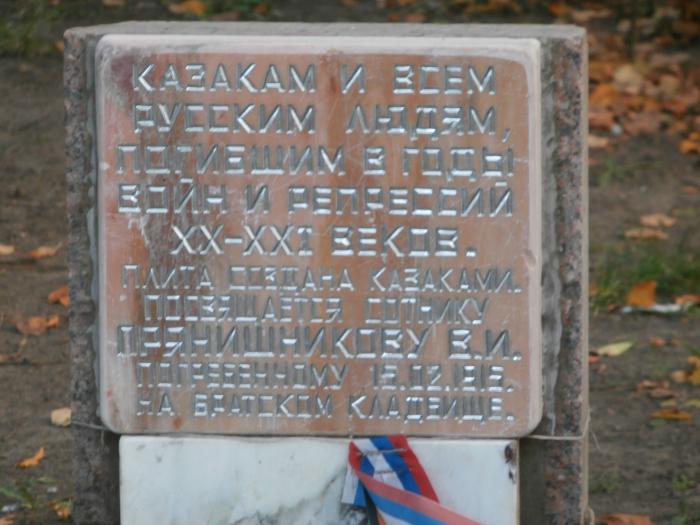 КАЗАКАМ И ВСЕМ
РУССКИМ ЛЮДЯМ,
ПОГИБШИМ В ГОДЫ
ВОЙН И РЕПРЕССИЙ
XX-XXI ВЕКОВ.
ПЛИТА СОЗДАНА КАЗАКАМИ.
ПОСВЯЩАЕТСЯ СОТНИКУ
ПРЯНИШНИКОВУ В.И.
ПОГРЕБЕННОМУ 15.02.1915.
НА БРАТСКОМ КЛАДБИЩЕ.